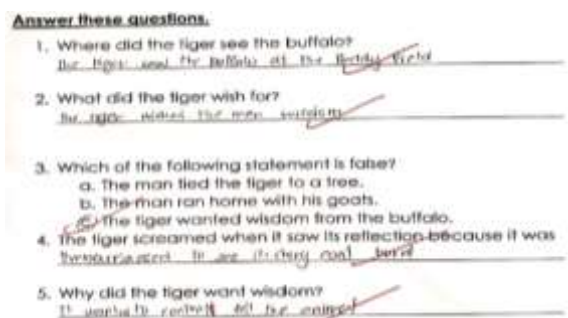 Answer these questions.
1. Where did the tiger see the buffalo?
the tiger the buffalo at the Paddy Field
2. What did the tiger wish for?
the tiger the
3. Which of the following statement is false?
a. The man tied the tiger to a tree.
b. The man ran home with his goats.
c. The tiger wanted wisdom from the buffalo.
4. The tiger screamed when it saw its reflection because it was
5. Why did the tiger want wisdom?
It to control all the animal